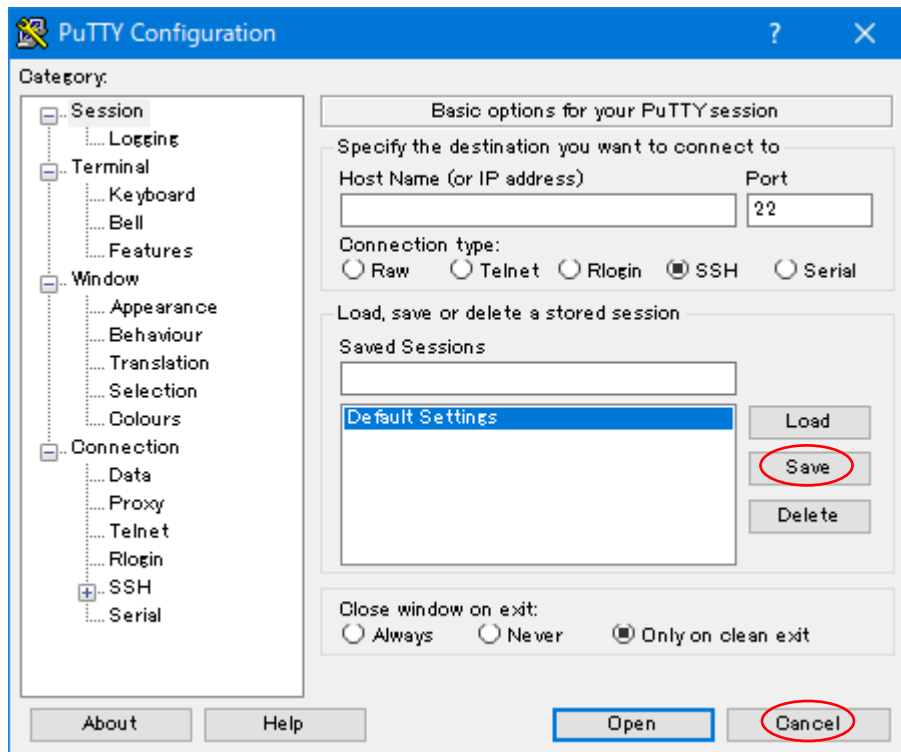 PuTTY Configuration
?
Category:
Session
Logging
Terminal
Keyboard
Bell
Features
Window
Appearance
Behaviour
Translation
Selection
Colours
Connection
Data
Proxy
Telnet
Rlogin
SSH
Serial
Basic options for your PuTTY session
Specify the destination you want to connect to
Host Name (or IP address) Port
22
Connection type:
Raw Telnet Rlogin SSH Serial
Load, save or delete a stored session
Saved Sessions
Default Settings
Load
Save
Delete
Close window on exit:
Always Never Only on clean exit
About Help Open Cancel